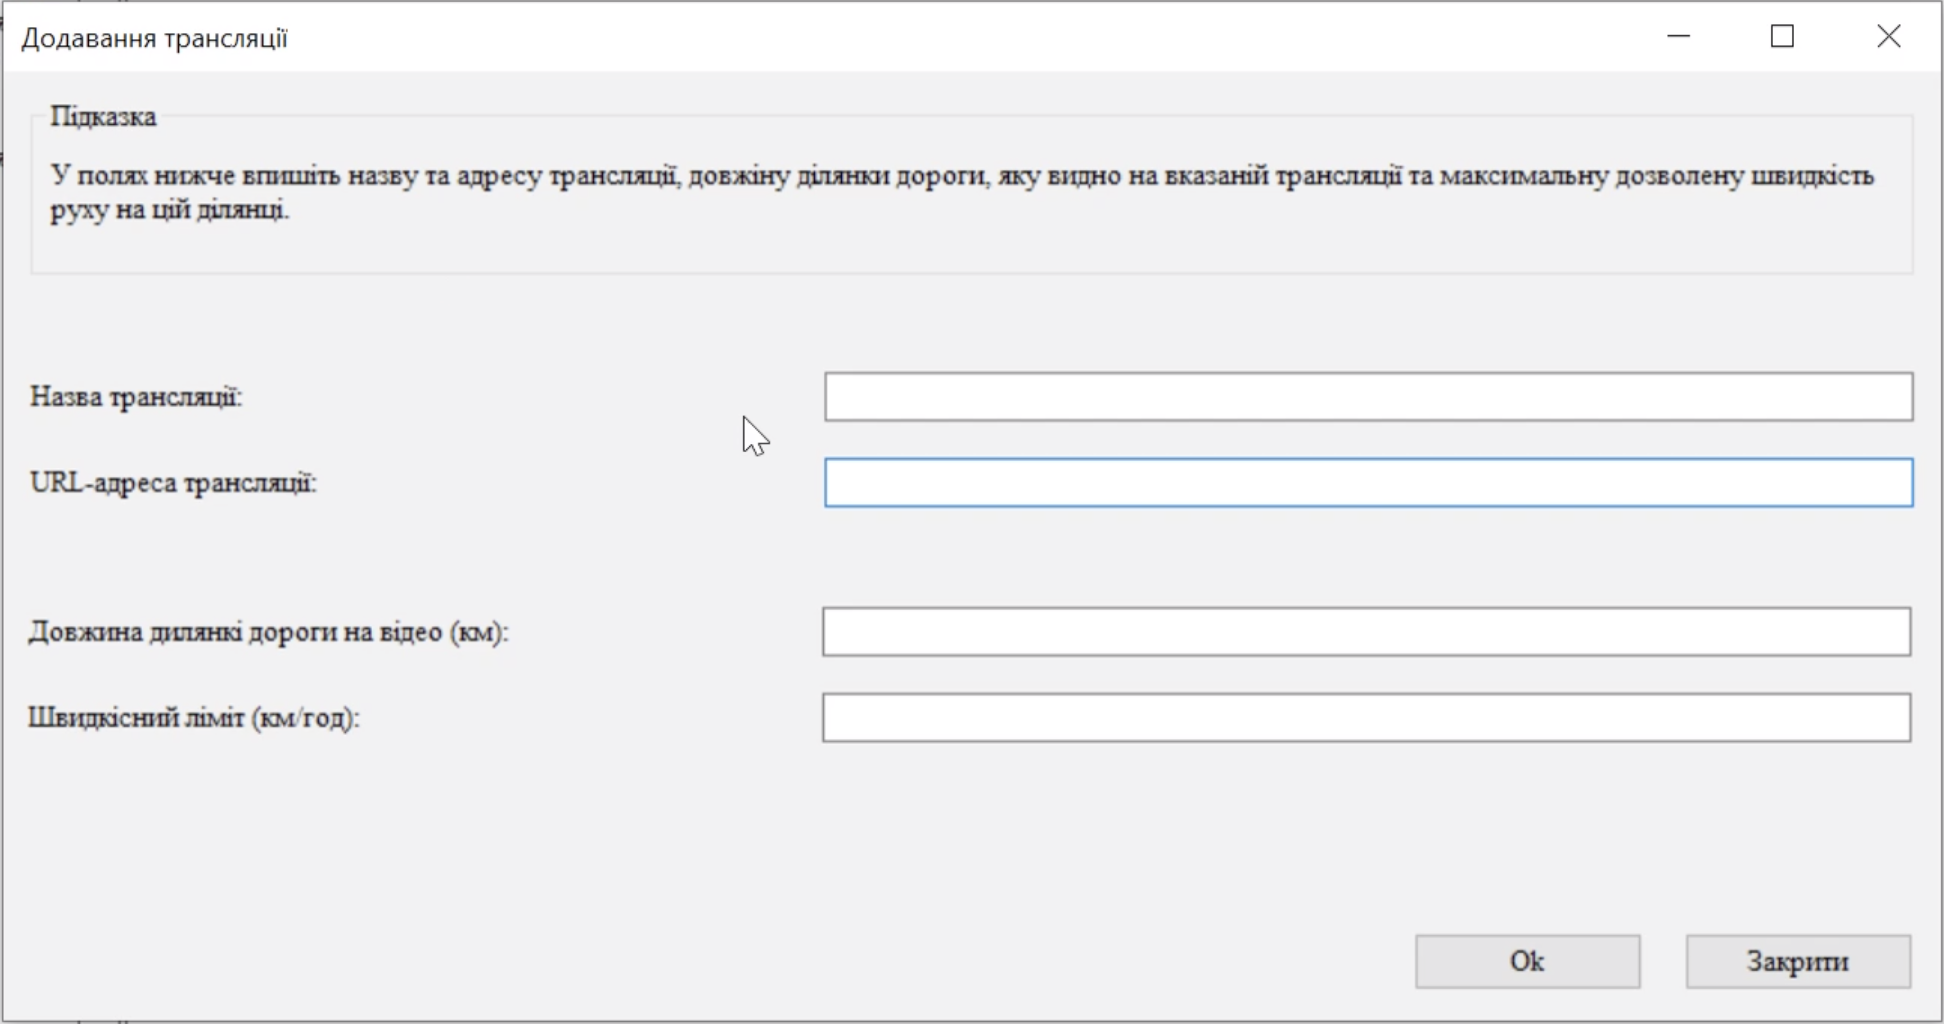 Додавання трансляції
Підказка
У полях нижче впишіть назву та адресу трансляції, довжіну ділянки дороги, яку видно на вказаній трансляції та максимальну дозволену швидкість
руху на цій ділянці.
Назва трансляції:
URL-адреса трансляції:
Довжина дилянкі дороги на відео (км):
Швидкісний ліміт (км/год):
Ok
Закрити